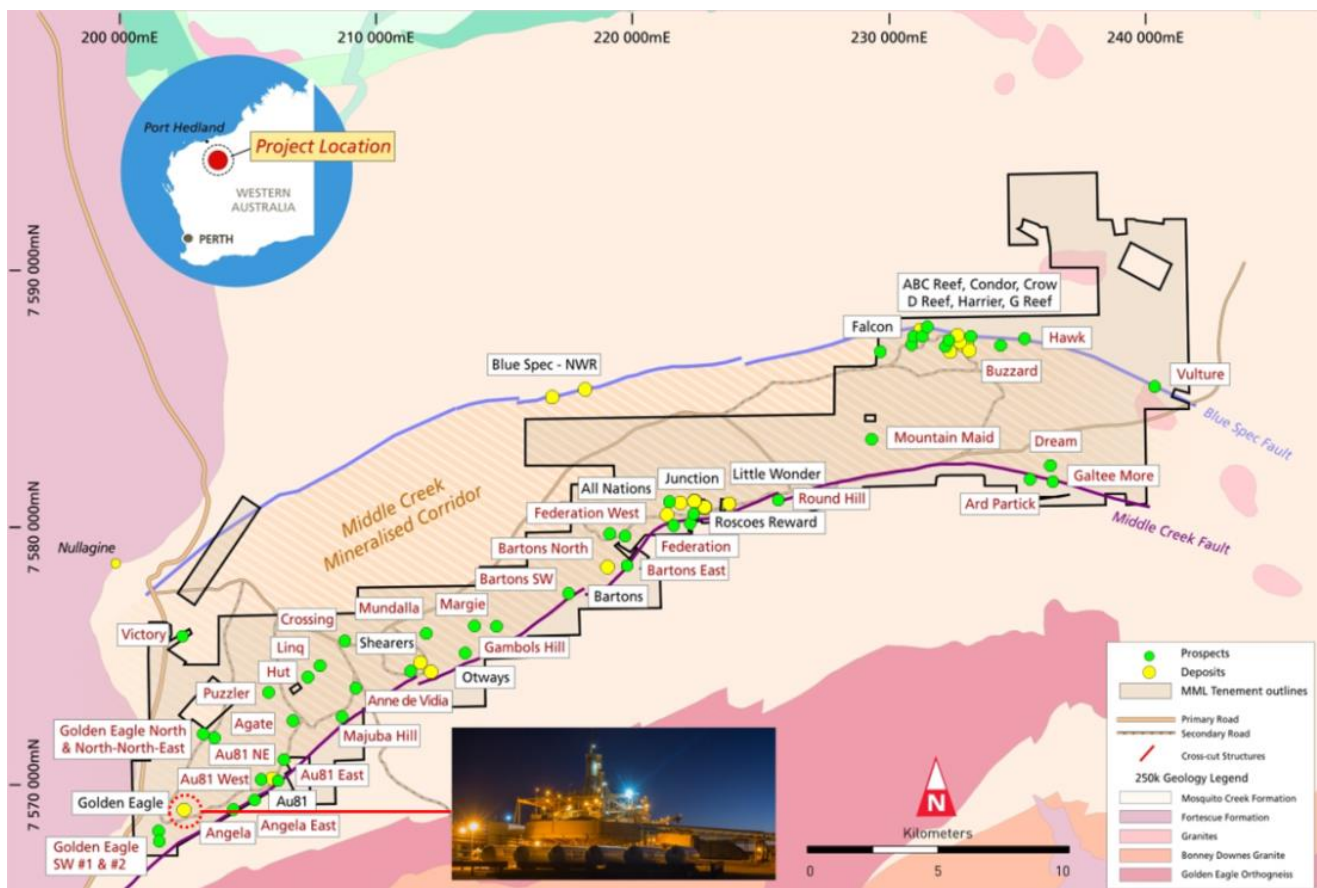 200 000mE
210 000mE
220 000mE
230 000mE
240 000mE
Port Hedland
Project Location
WESTERN
AUSTRALIA
PERTH
7 590 000mN
7 580 000mN
7 570 000mN
ABC Reef, Condor, Crow
D Reef, Harrier, G Reef
Falcon
Hawk
Blue Spec - NWR
Buzzard
Vulture
Blue Spec Fault
Mountain Maid
Dream
Little Wonder
Junction
Galtee More
All Nations
Round Hill
Ard Partick
Middle Creek
Mineralised Corridor
Federation West
Roscoes Reward
Middle Creek Fault
Nullagine
Bartons North
Federation
Bartons East
Bartons SW
Bartons
Mundalla
Margie
Crossing
Victory
Shearers
Linq
Gambols Hill
Hut
Otways
Puzzler
Anne de Vidia
Golden Eagle North
& North-North-East
Agate
Majuba Hill
Au81 NE
Au81 West
Au81 East
Golden Eagle
Au81
Angela
Angela East
Golden Eagle
SW #1 & #2
N
Kilometers
0
5
10
Prospects
Deposits
MML Tenement outlines
Primary Road
Secondary Road
Cross-cut Structures
250k Geology Legend
Mosquito Creek Formation
Fortescue Formation
Granites
Bonney Downes Granite
Golden Eagle Orthogneiss